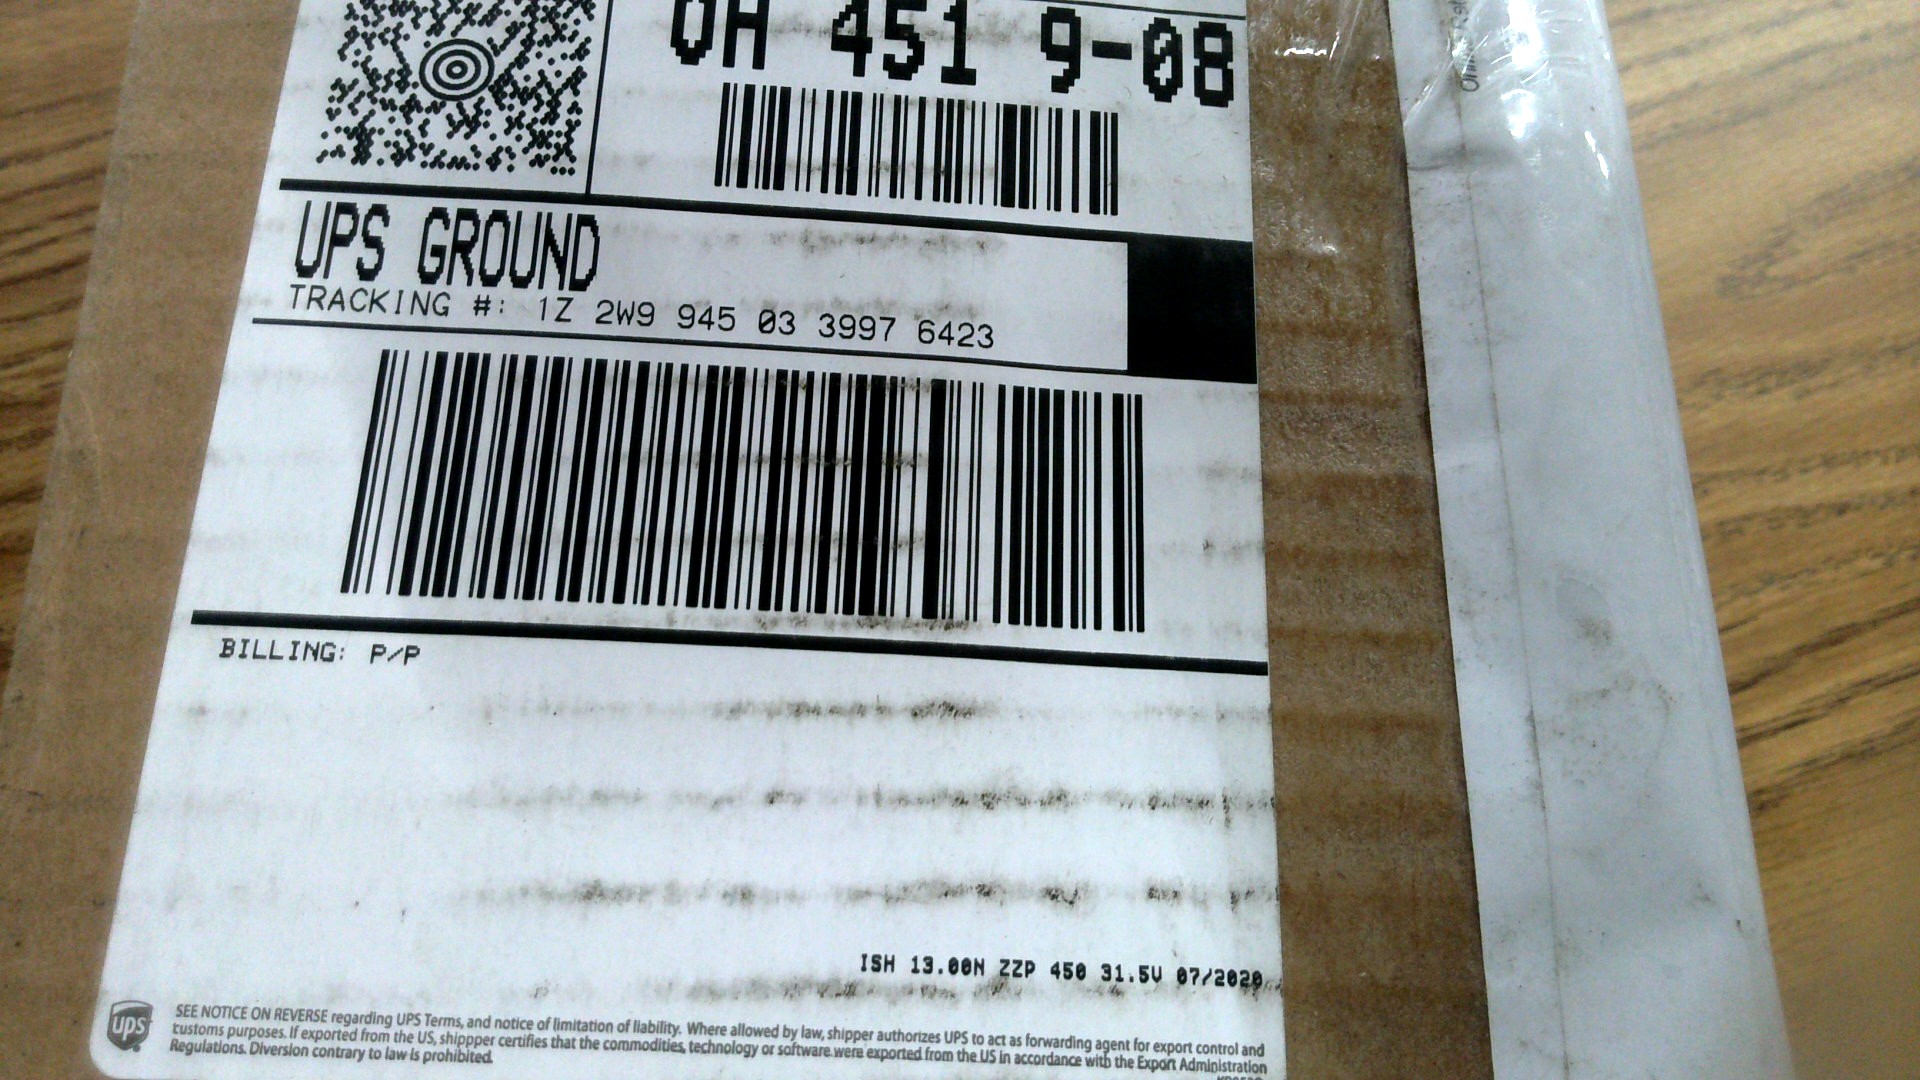 OH 451 9-08
UPS GROUND
TRACKING #: 1Z 2W9 945 03 3997 6423
BILLING: P/P
ISH 13.00N ZZP 450 31.5V 07/2020
ups
SEE NOTICE ON REVERSE regarding UPS Terms, and notice of limitation of liability. Where allowed by law, shipper authorizes UPS to act as forwarding agent for export control and
customs purposes. If exported from the US, shippper certifies that the commodities, technology or software were exported from the US in accordance with the Export Administration
Regulations. Diversion contrary to law is prohibited.